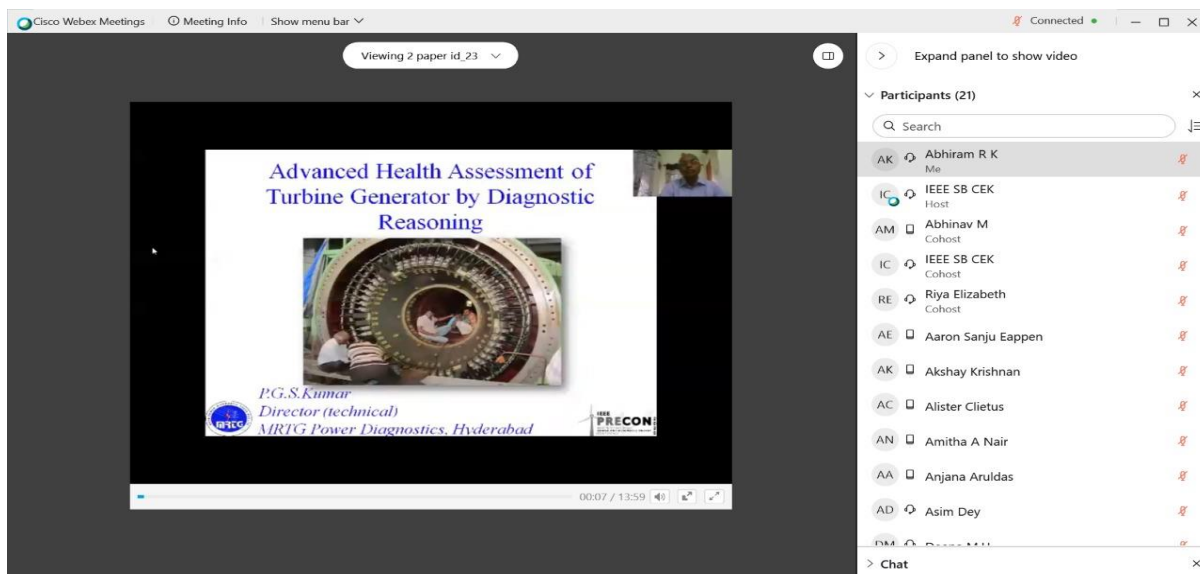 Cisco Webex Meetings
Meeting Info
Show menu bar
Connected
Viewing 2 paper id_23
Advanced Health Assessment of
Turbine Generator by Diagnostic
Reasoning
P.G.S.Kumar
Director (technical)
MRTG Power Diagnostics, Hyderabad
MRTG
IEEE
PRECON
00:07 / 13:59
Expand panel to show video
Participants (21)
Search
AK
Abhiram R K
Me
IC
IEEE SB CEK
Host
AM
Abhinav M
Cohost
IC
IEEE SB CEK
Cohost
RE
Riya Elizabeth
Cohost
AE
Aaron Sanju Eappen
AK
Akshay Krishnan
AC
Alister Clietus
AN
Amitha A Nair
AA
Anjana Aruldas
AD
Asim Dey
Chat